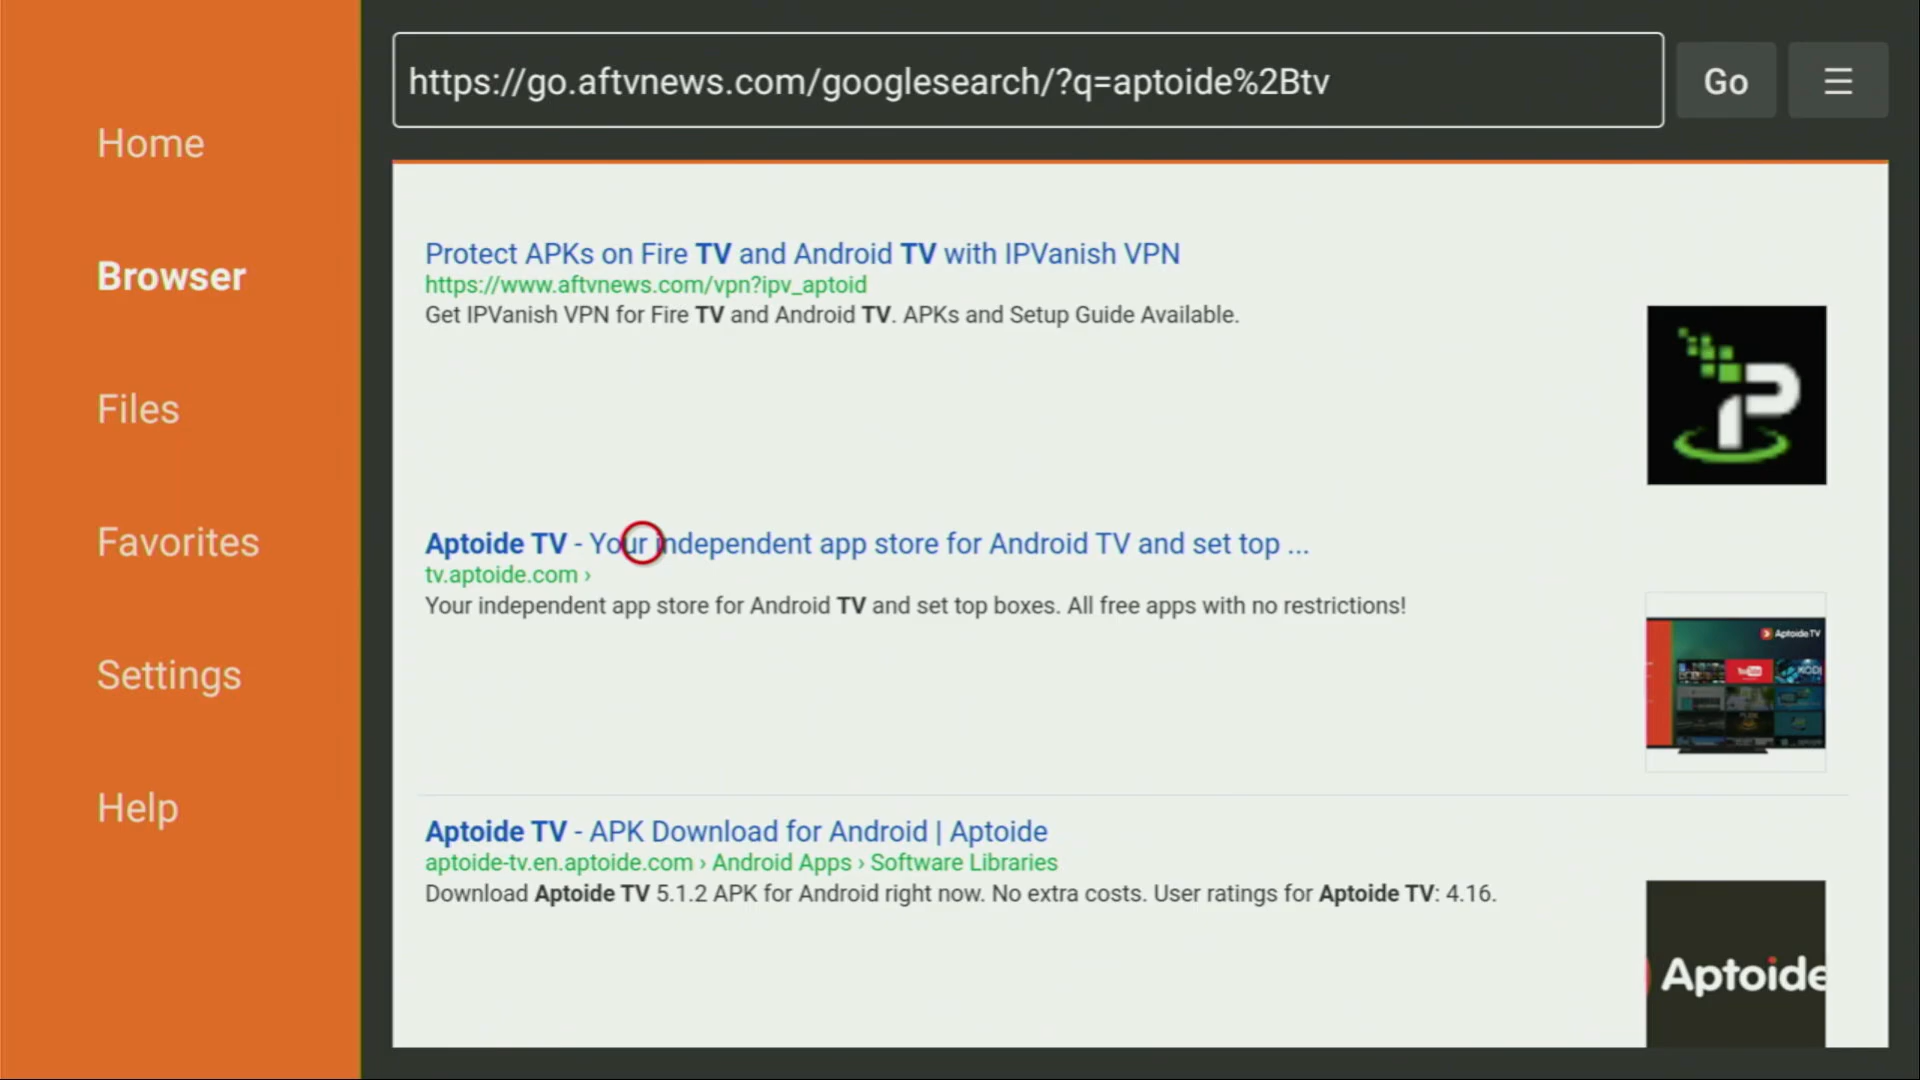 https://go.aftvnews.com/googlesearch/?q=aptoide%2Btv
Go
Home
Browser
Files
Favorites
Settings
Help
Protect APKs on Fire TV and Android TV with IPVanish VPN
https://www.aftvnews.com/vpn?ipv_aptoid
Get IPVanish VPN for Fire TV and Android TV. APKs and Setup Guide Available.
Aptoide TV - Your independent app store for Android TV and set top ...
tv.aptoide.com ›
Your independent app store for Android TV and set top boxes. All free apps with no restrictions!
Aptoide TV
YouTube
KODI
Aptoide TV - APK Download for Android | Aptoide
aptoide-tv.en.aptoide.com › Android Apps › Software Libraries
Download Aptoide TV 5.1.2 APK for Android right now. No extra costs. User ratings for Aptoide TV: 4.16.
Aptoide